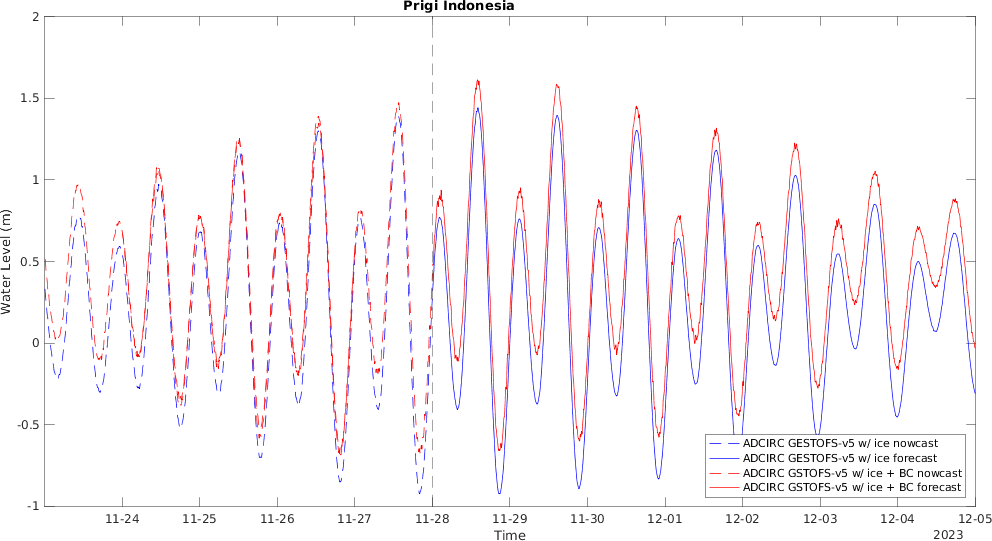 Prigi Indonesia
2
1.5
1
0.5
0
-0.5
-1
Water Level (m)
11-24
11-25
11-26
11-27
11-28
11-29
11-30
12-01
12-02
12-03
12-04
12-05
Time
2023
ADCIRC GESTOFS-v5 w/ ice nowcast
ADCIRC GESTOFS-v5 w/ ice forecast
ADCIRC GSTOFS-v5 w/ ice + BC nowcast
ADCIRC GSTOFS-v5 w/ ice + BC forecast